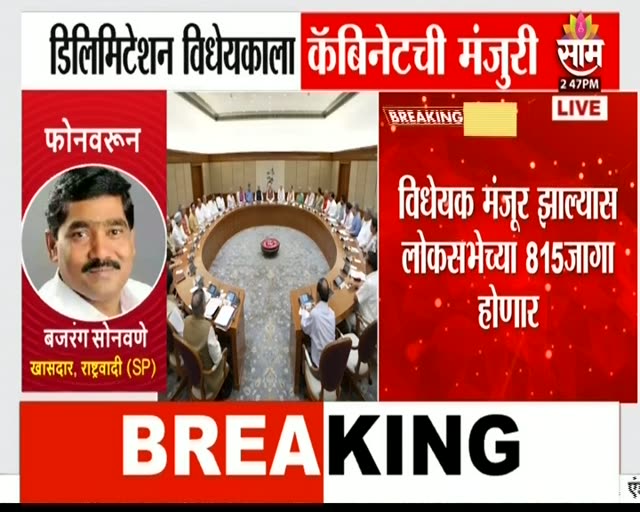 डिलिमिटेशन विधेयकाला कॅबिनेटची मंजुरी
साम
2:47PM
LIVE
फोनवरून
बजरंग सोनवणे
खासदार, राष्ट्रवादी (SP)
BREAKING
विधेयक मंजूर झाल्यास
लोकसभेच्या 815जागा
होणार
BREAKING